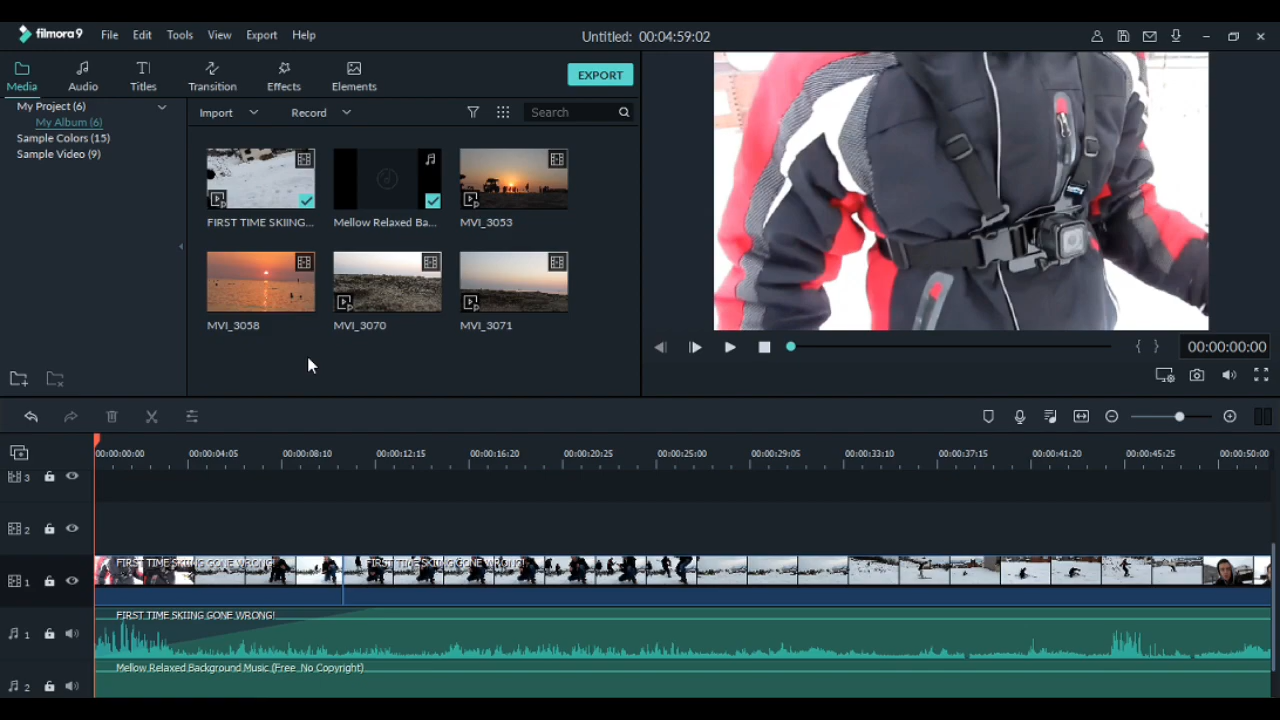 filmora9 File Edit Tools View Export Help Untitled: 00:04:59:02
Media Audio Titles Transition Effects Elements EXPORT
My Project (6)
My Album (6)
Sample Colors (15)
Sample Video (9)
Import Record Search
FIRST TIME SKIING... Mellow Relaxed Ba... MVI_3053
MVI_3058 MVI_3070 MVI_3071
{ } 00:00:00:00
00:00:00:00 00:00:04:05 00:00:08:10 00:00:12:15 00:00:16:20 00:00:20:25 00:00:25:00 00:00:29:05 00:00:33:10 00:00:37:15 00:00:41:20 00:00:45:25 00:00:50:00
3
2
FIRST TIME SKIING GONE WRONG! FIRST TIME SKIING GONE WRONG!
1
FIRST TIME SKIING GONE WRONG!
1
Mellow Relaxed Background Music (Free_No Copyright)
2